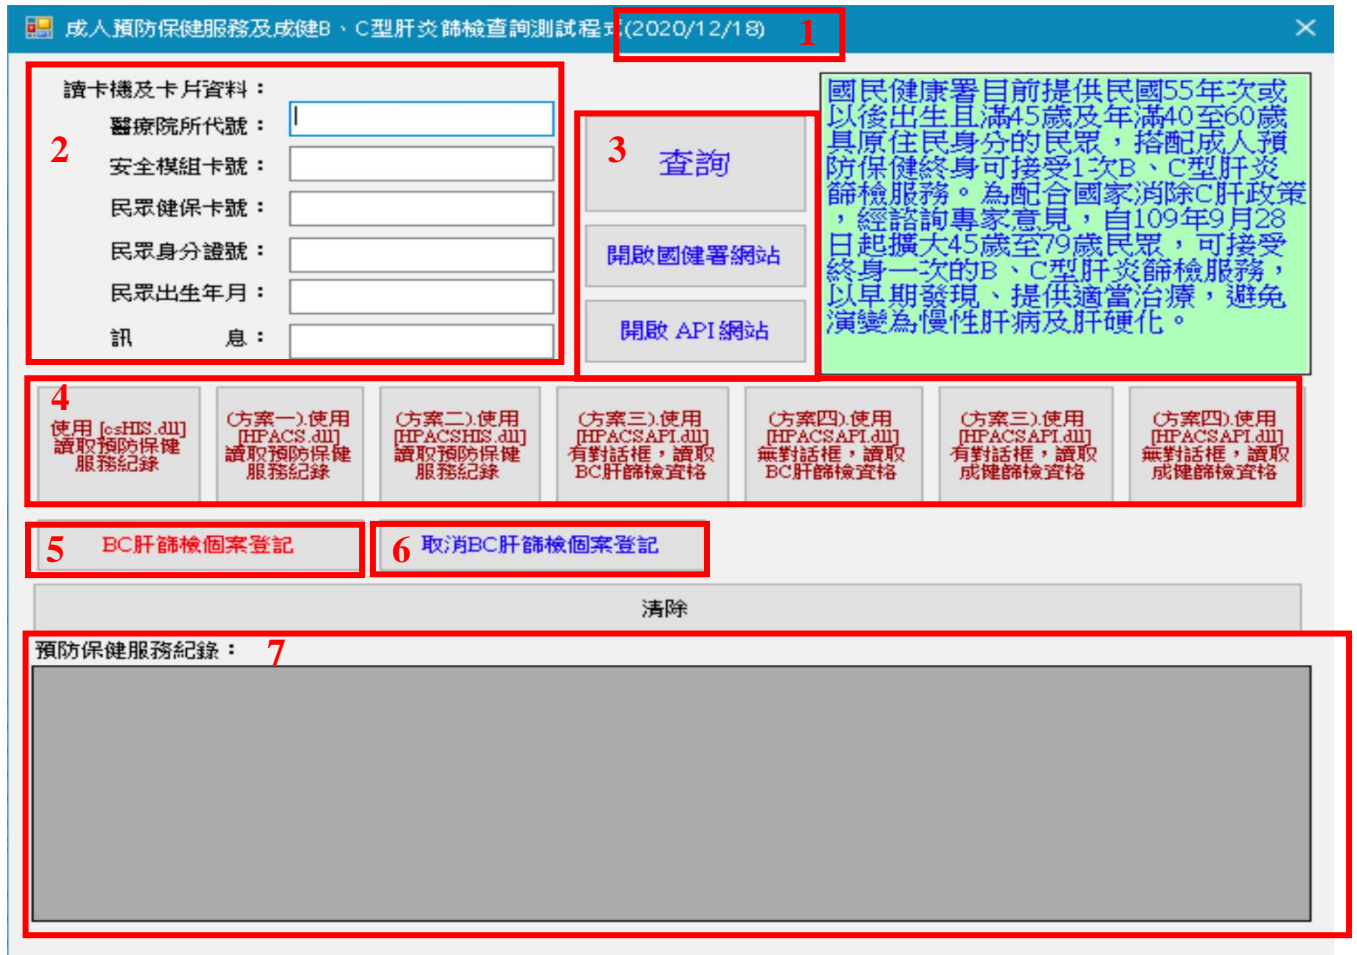 成人預防保健服務及成健B、C型肝炎篩檢查詢測試程式(2020/12/18)
1
讀卡機及卡片資料：
醫療院所代號：
2
安全模組卡號：
民眾健保卡號：
民眾身分證號：
民眾出生年月：
訊　　　　息：
3
查詢
開啟國健署網站
開啟 API 網站
國民健康署目前提供民國55年次或
以後出生且滿45歲及年滿40至60歲
具原住民身分的民眾，搭配成人預
防保健終身可接受1次B、C型肝炎
篩檢服務。為配合國家消除C肝政策
，經諮詢專家意見，自109年9月28
日起擴大45歲至79歲民眾，可接受
終身一次的B、C型肝炎篩檢服務，
以早期發現、提供適當治療，避免
演變為慢性肝病及肝硬化。
4
使用 [csHIS.dll]
讀取預防保健
服務紀錄
(方案一).使用
[HPACS.dll]
讀取預防保健
服務紀錄
(方案二).使用
[HPACSHIS.dll]
讀取預防保健
服務紀錄
(方案三).使用
[HPACSAPI.dll]
有對話框，讀取
BC肝篩檢資格
(方案四).使用
[HPACSAPI.dll]
無對話框，讀取
BC肝篩檢資格
(方案三).使用
[HPACSAPI.dll]
有對話框，讀取
成健篩檢資格
(方案四).使用
[HPACSAPI.dll]
無對話框，讀取
成健篩檢資格
5
BC肝篩檢個案登記
6
取消BC肝篩檢個案登記
清除
預防保健服務紀錄：
7